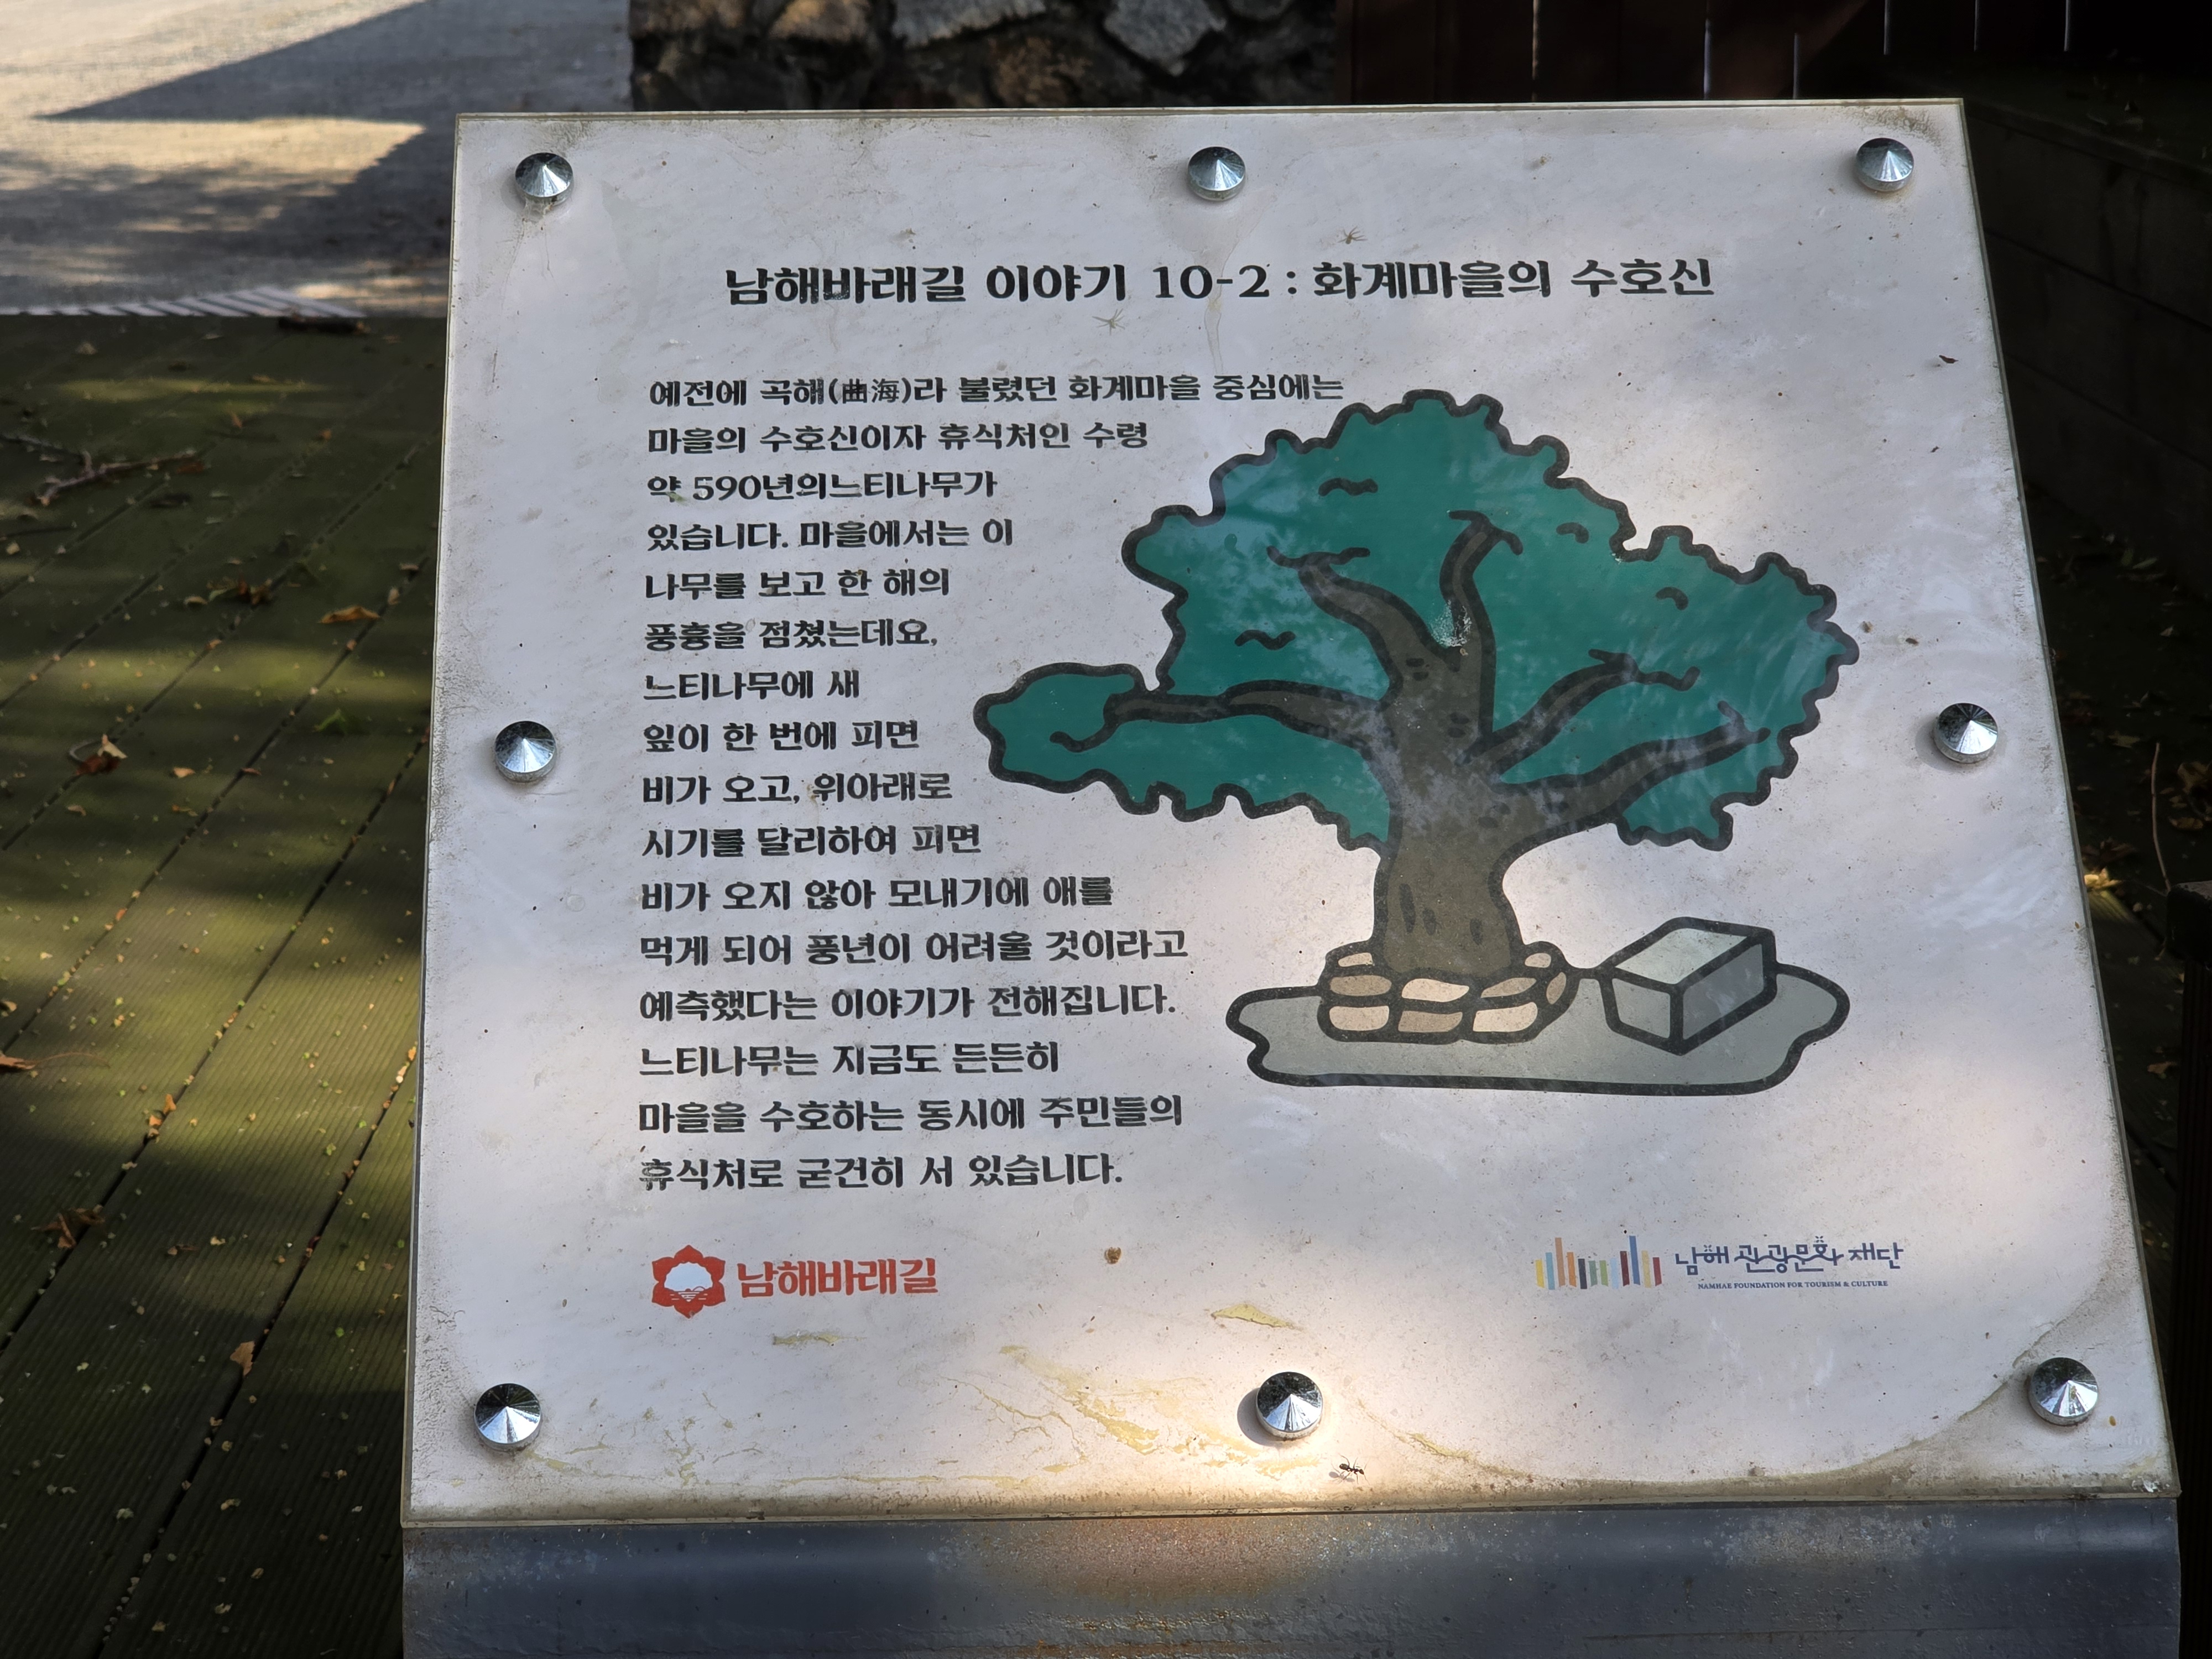 남해바래길 이야기 10-2 : 화계마을의 수호신
예전에 곡해(曲海)라 불렸던 화계마을 중심에는
마을의 수호신이자 휴식처인 수령
약 590년의느티나무가
있습니다. 마을에서는 이
나무를 보고 한 해의
풍흉을 점쳤는데요,
느티나무에 새
잎이 한 번에 피면
비가 오고, 위아래로
시기를 달리하여 피면
비가 오지 않아 모내기에 애를
먹게 되어 풍년이 어려울 것이라고
예측했다는 이야기가 전해집니다.
느티나무는 지금도 든든히
마을을 수호하는 동시에 주민들의
휴식처로 굳건히 서 있습니다.
남해바래길
남해관광문화재단
NAMHAE FOUNDATION FOR TOURISM & CULTURE